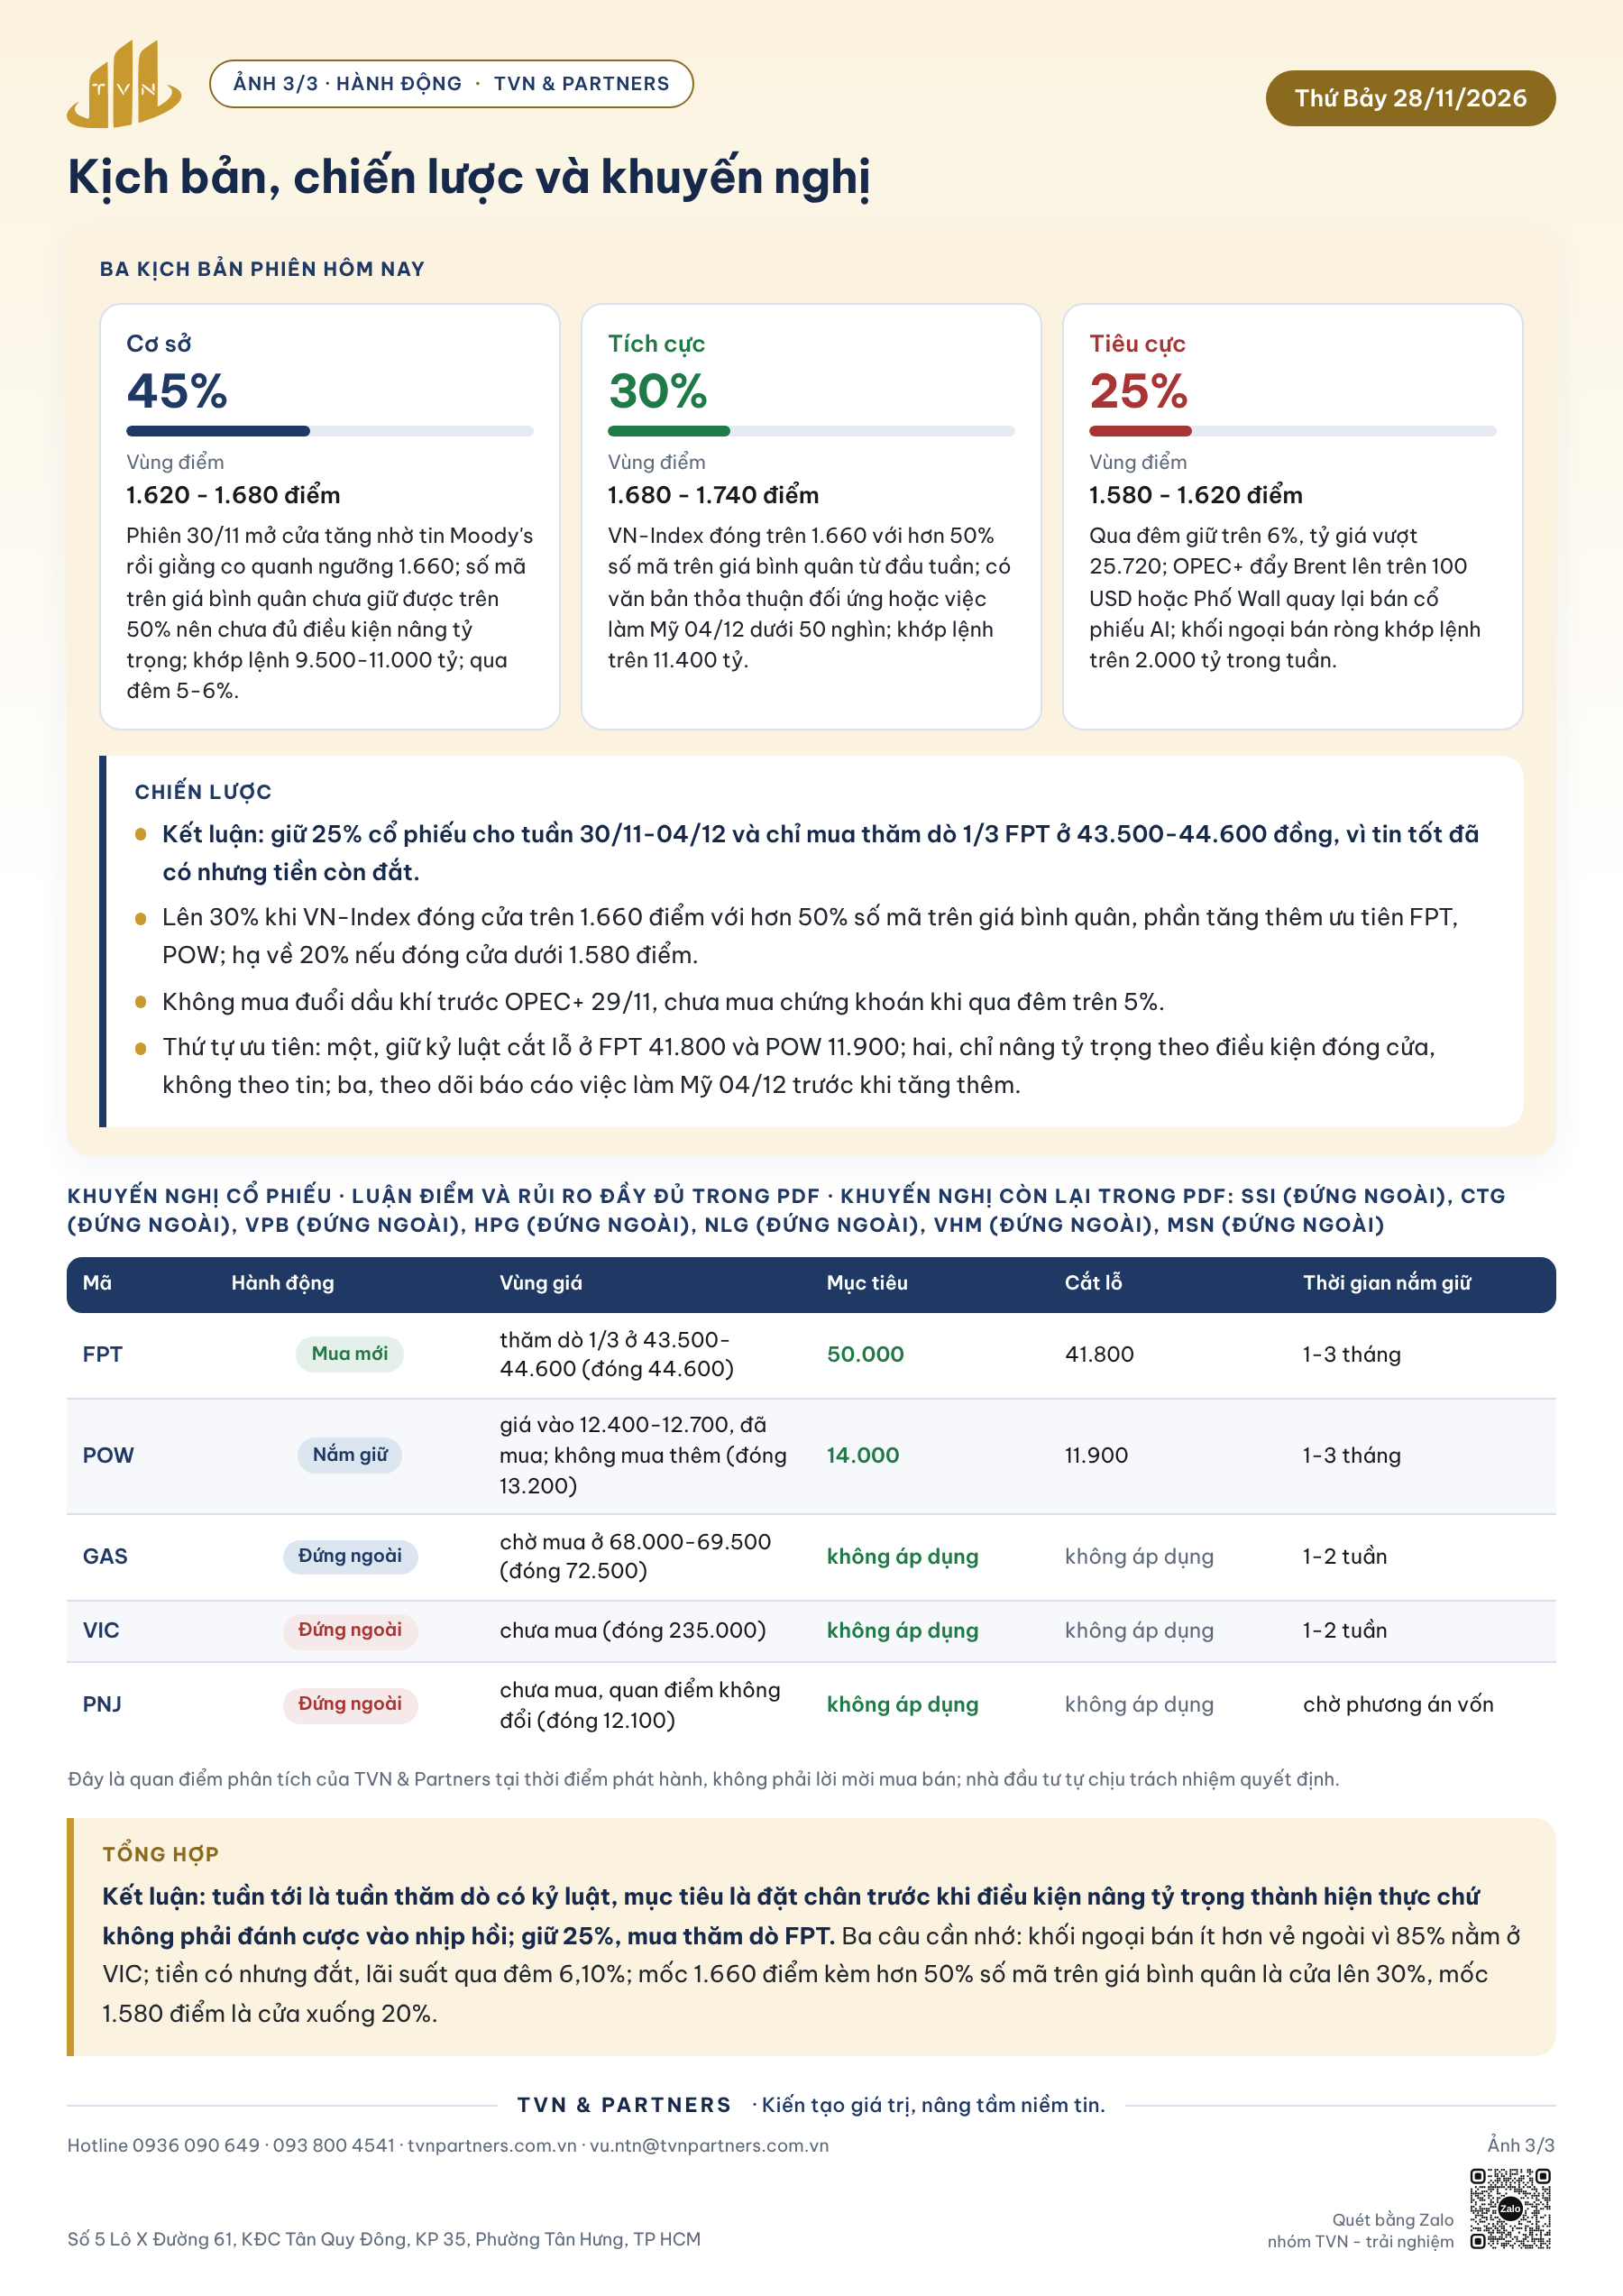 TVN
ẢNH 3/3 · HÀNH ĐỘNG · TVN & PARTNERS
Thứ Bảy 28/11/2026
Kịch bản, chiến lược và khuyến nghị
BA KỊCH BẢN PHIÊN HÔM NAY
Cơ sở
45%
Vùng điểm
1.620 - 1.680 điểm
Phiên 30/11 mở cửa tăng nhờ tin Moody's
rồi giằng co quanh ngưỡng 1.660; số mã
trên giá bình quân chưa giữ được trên
50% nên chưa đủ điều kiện nâng tỷ
trọng; khớp lệnh 9.500-11.000 tỷ; qua
đêm 5-6%.
Tích cực
30%
Vùng điểm
1.680 - 1.740 điểm
VN-Index đóng trên 1.660 với hơn 50%
số mã trên giá bình quân từ đầu tuần; có
văn bản thỏa thuận đối ứng hoặc việc
làm Mỹ 04/12 dưới 50 nghìn; khớp lệnh
trên 11.400 tỷ.
Tiêu cực
25%
Vùng điểm
1.580 - 1.620 điểm
Qua đêm giữ trên 6%, tỷ giá vượt
25.720; OPEC+ đẩy Brent lên trên 100
USD hoặc Phố Wall quay lại bán cổ
phiếu AI; khối ngoại bán ròng khớp lệnh
trên 2.000 tỷ trong tuần.
CHIẾN LƯỢC
Kết luận: giữ 25% cổ phiếu cho tuần 30/11-04/12 và chỉ mua thăm dò 1/3 FPT ở 43.500-44.600 đồng, vì tin tốt đã
có nhưng tiền còn đắt.
Lên 30% khi VN-Index đóng cửa trên 1.660 điểm với hơn 50% số mã trên giá bình quân, phần tăng thêm ưu tiên FPT,
POW; hạ về 20% nếu đóng cửa dưới 1.580 điểm.
Không mua đuổi dầu khí trước OPEC+ 29/11, chưa mua chứng khoán khi qua đêm trên 5%.
Thứ tự ưu tiên: một, giữ kỷ luật cắt lỗ ở FPT 41.800 và POW 11.900; hai, chỉ nâng tỷ trọng theo điều kiện đóng cửa,
không theo tin; ba, theo dõi báo cáo việc làm Mỹ 04/12 trước khi tăng thêm.
KHUYẾN NGHỊ CỔ PHIẾU · LUẬN ĐIỂM VÀ RỦI RO ĐẦY ĐỦ TRONG PDF · KHUYẾN NGHỊ CÒN LẠI TRONG PDF: SSI (ĐỨNG NGOÀI), CTG
(ĐỨNG NGOÀI), VPB (ĐỨNG NGOÀI), HPG (ĐỨNG NGOÀI), NLG (ĐỨNG NGOÀI), VHM (ĐỨNG NGOÀI), MSN (ĐỨNG NGOÀI)
Mã Hành động Vùng giá Mục tiêu Cắt lỗ Thời gian nắm giữ
FPT Mua mới thăm dò 1/3 ở 43.500-
44.600 (đóng 44.600) 50.000 41.800 1-3 tháng
POW Nắm giữ giá vào 12.400-12.700, đã
mua; không mua thêm (đóng
13.200) 14.000 11.900 1-3 tháng
GAS Đứng ngoài chờ mua ở 68.000-69.500
(đóng 72.500) không áp dụng không áp dụng 1-2 tuần
VIC Đứng ngoài chưa mua (đóng 235.000) không áp dụng không áp dụng 1-2 tuần
PNJ Đứng ngoài chưa mua, quan điểm không
đổi (đóng 12.100) không áp dụng không áp dụng chờ phương án vốn
Đây là quan điểm phân tích của TVN & Partners tại thời điểm phát hành, không phải lời mời mua bán; nhà đầu tư tự chịu trách nhiệm quyết định.
TỔNG HỢP
Kết luận: tuần tới là tuần thăm dò có kỷ luật, mục tiêu là đặt chân trước khi điều kiện nâng tỷ trọng thành hiện thực chứ
không phải đánh cược vào nhịp hồi; giữ 25%, mua thăm dò FPT. Ba câu cần nhớ: khối ngoại bán ít hơn vẻ ngoài vì 85% nằm ở
VIC; tiền có nhưng đắt, lãi suất qua đêm 6,10%; mốc 1.660 điểm kèm hơn 50% số mã trên giá bình quân là cửa lên 30%, mốc
1.580 điểm là cửa xuống 20%.
TVN & PARTNERS · Kiến tạo giá trị, nâng tầm niềm tin.
Hotline 0936 090 649 · 093 800 4541 · tvnpartners.com.vn · vu.ntn@tvnpartners.com.vn
Ảnh 3/3
Zalo
Quét bằng Zalo
nhóm TVN - trải nghiệm
Số 5 Lô X Đường 61, KĐC Tân Quy Đông, KP 35, Phường Tân Hưng, TP HCM